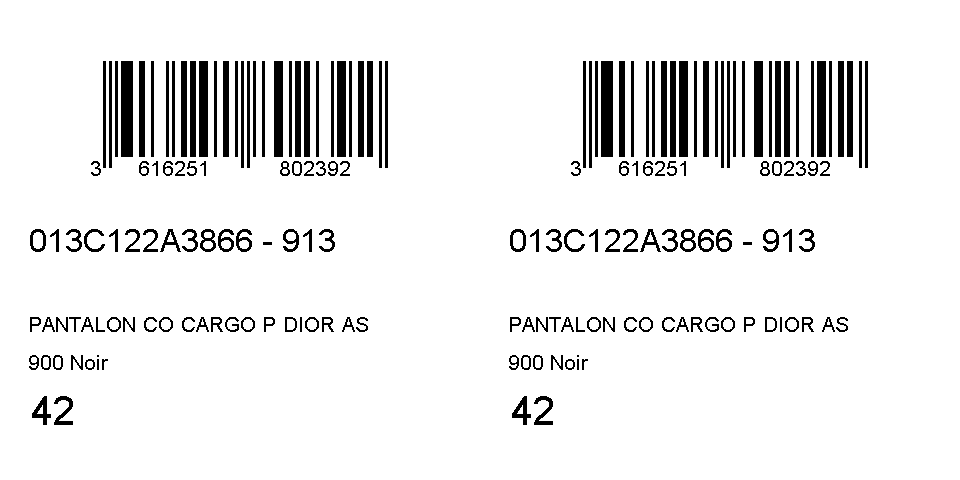 3 616251 802392
013C122A3866 - 913
PANTALON CO CARGO P DIOR AS
900 Noir
42
3 616251 802392
013C122A3866 - 913
PANTALON CO CARGO P DIOR AS
900 Noir
42